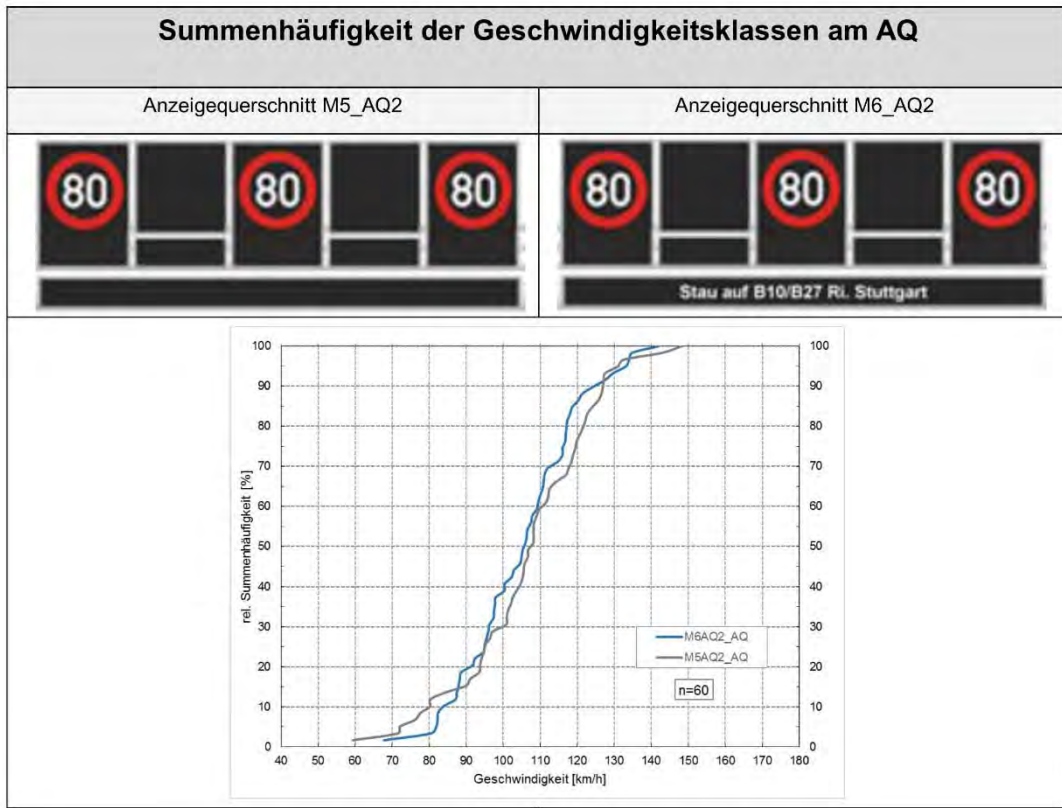 Summenhäufigkeit der Geschwindigkeitsklassen am AQ
Anzeigequerschnitt M5_AQ2
Anzeigequerschnitt M6_AQ2
80 80 80
80 80 80
Stau auf B10/B27 Ri. Stuttgart
rel. Summenhäufigkeit [%]
100 100
90 90
80 80
70 70
60 60
50 50
40 40
30 30
20 20
10 10
0 0
M6AQ2_AQ
M5AQ2_AQ
n=60
40 50 60 70 80 90 100 110 120 130 140 150 160 170 180
Geschwindigkeit [km/h]